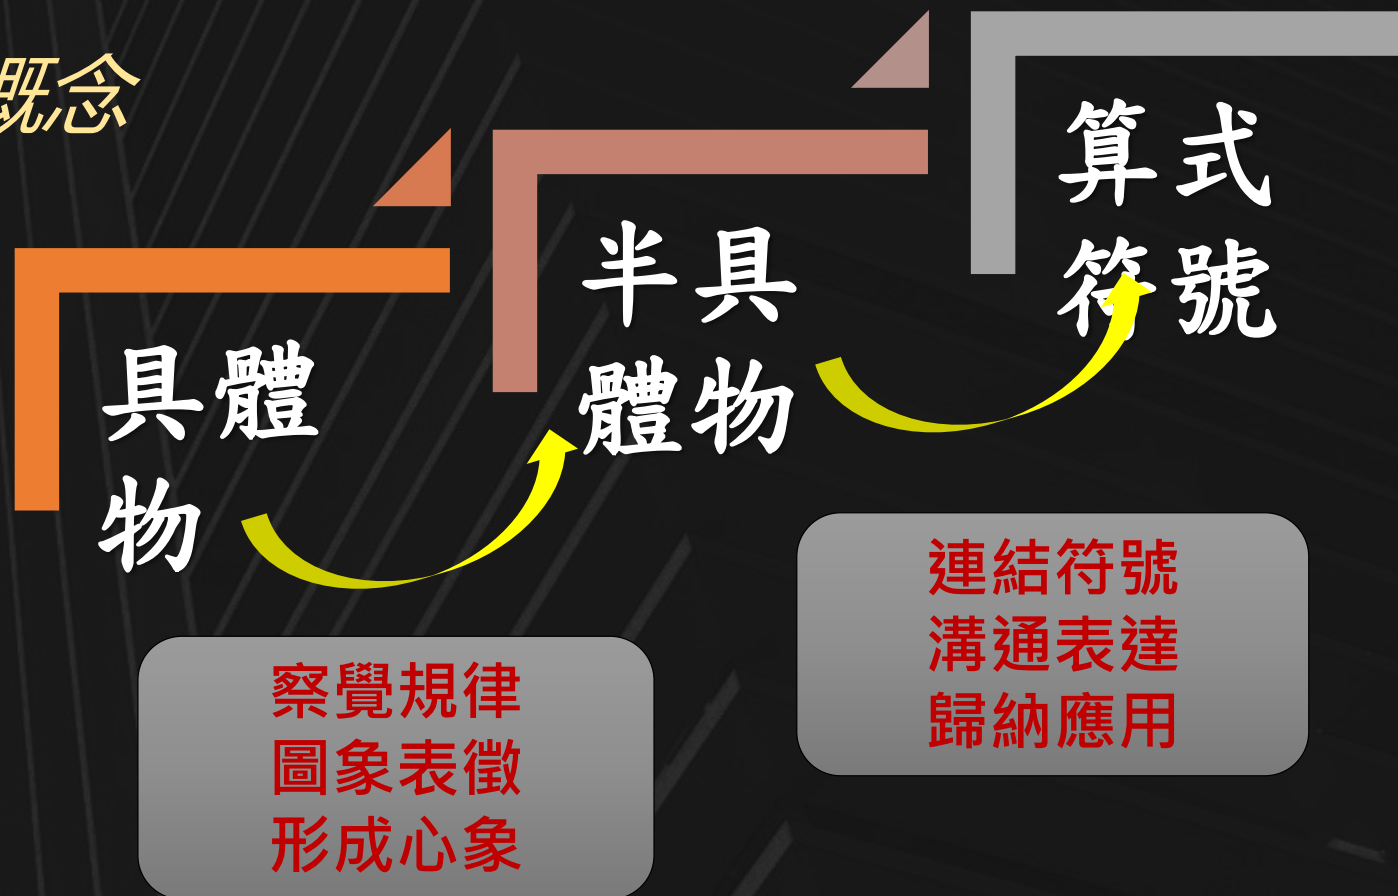 概念
具體
物
半具
體物
算式
符號
察覺規律
圖象表徵
形成心象
連結符號
溝通表達
歸納應用